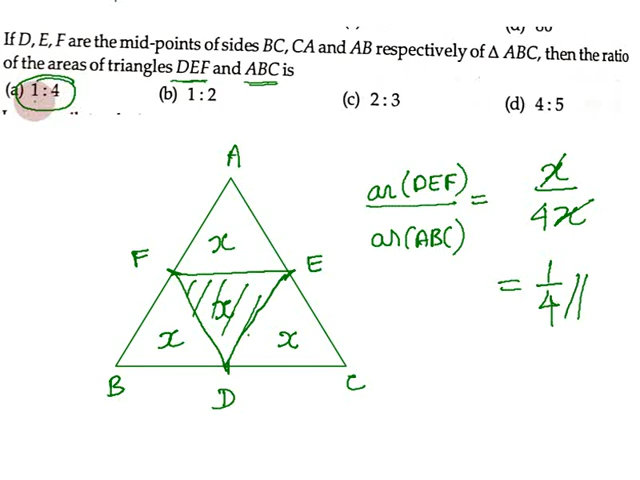 If D, E, F are the mid-points of sides BC, CA and AB respectively of Δ ABC, then the ratio
of the areas of triangles DEF and ABC is
(a) 1:4 (b) 1:2 (c) 2:3 (d) 4:5
A
ar(DEF) = x
ar(ABC) 4x
F x E
= 1
4 //
x x x
B D C